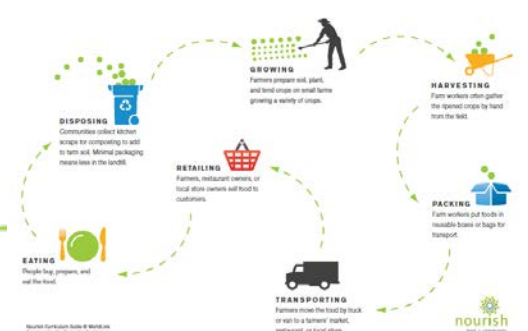 GROWING
Farmers prepare soil, plant,
and tend crops on small farms
growing a variety of crops.
HARVESTING
Farm workers often gather
the ripened crops by hand
from the field.
PACKING
Farm workers put foods in
reusable boxes or bags for
transport.
TRANSPORTING
Farmers move the food by truck
or van to a farmers' market,
restaurant, or local store.
RETAILING
Farmers, restaurant owners, or
local store owners sell food to
customers.
EATING
People buy, prepare, and
eat the food.
DISPOSING
Communities collect kitchen
scraps for composting to add
to farm soil. Minimal packaging
means less in the landfill.
Nourish Curriculum Guide © WorldLink
nourish